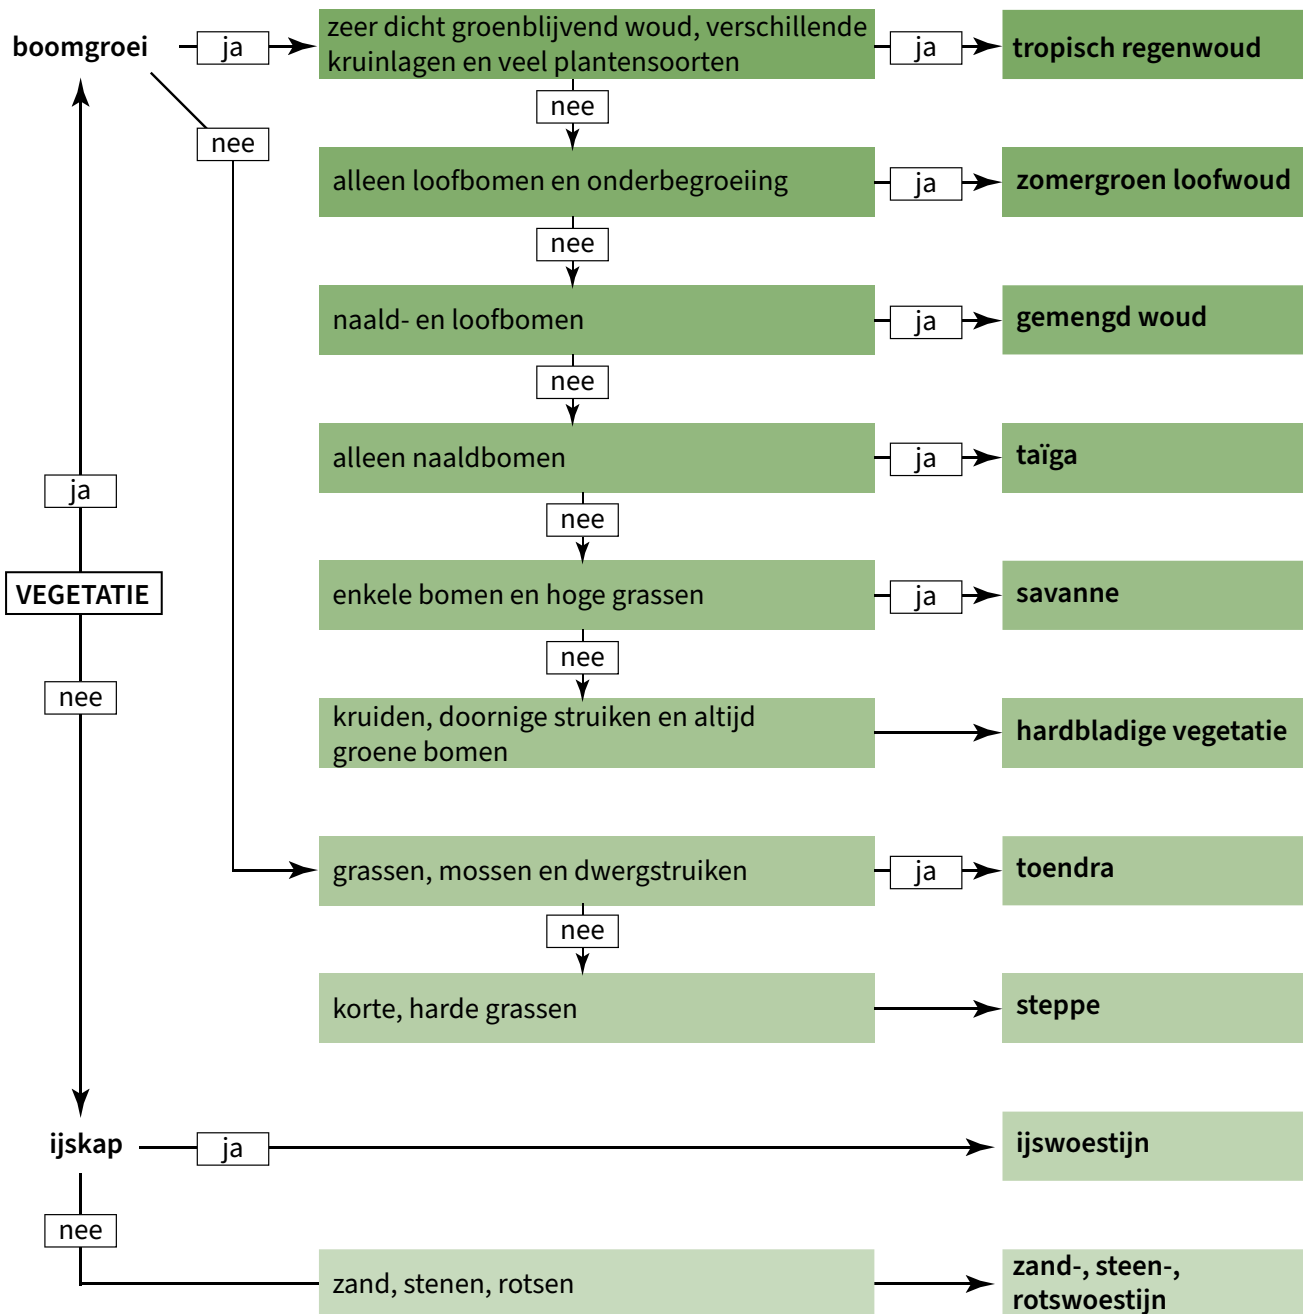 boomgroei
ja
zeer dicht groenblijvend woud, verschillende
kruinlagen en veel plantensoorten
ja
tropisch regenwoud
nee
nee
alleen loofbomen en onderbegroeiing
ja
zomergroen loofwoud
nee
naald- en loofbomen
ja
gemengd woud
nee
alleen naaldbomen
ja
taïga
ja
nee
VEGETATIE
enkele bomen en hoge grassen
ja
savanne
nee
nee
kruiden, doornige struiken en altijd
groene bomen
hardbladige vegetatie
grassen, mossen en dwergstruiken
ja
toendra
nee
korte, harde grassen
steppe
ijskap
ja
ijswoestijn
nee
zand, stenen, rotsen
zand-, steen-,
rotswoestijn